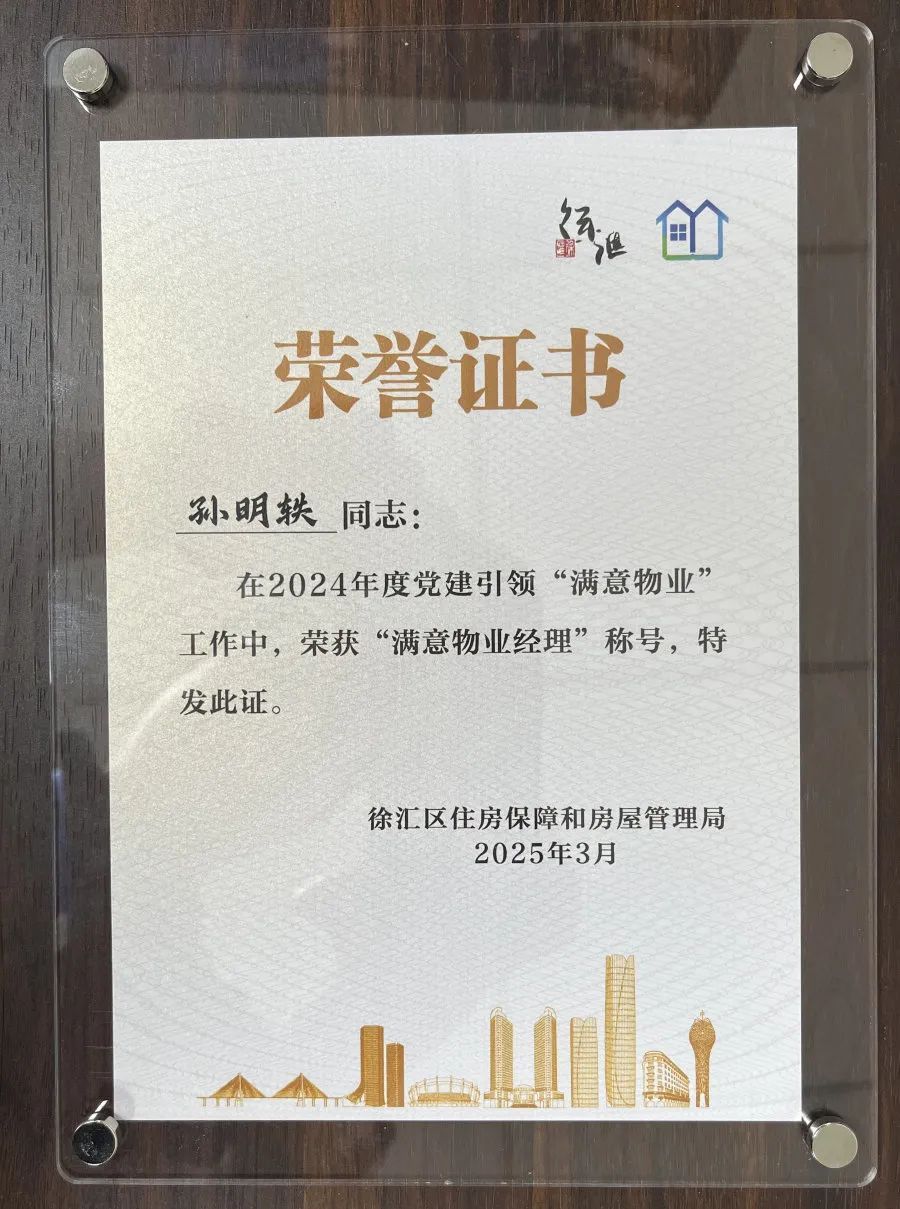 徐汇
荣誉证书
孙明轶 同志：
在2024年度党建引领“满意物业”
工作中，荣获“满意物业经理”称号，特
发此证。
徐汇区住房保障和房屋管理局
2025年3月